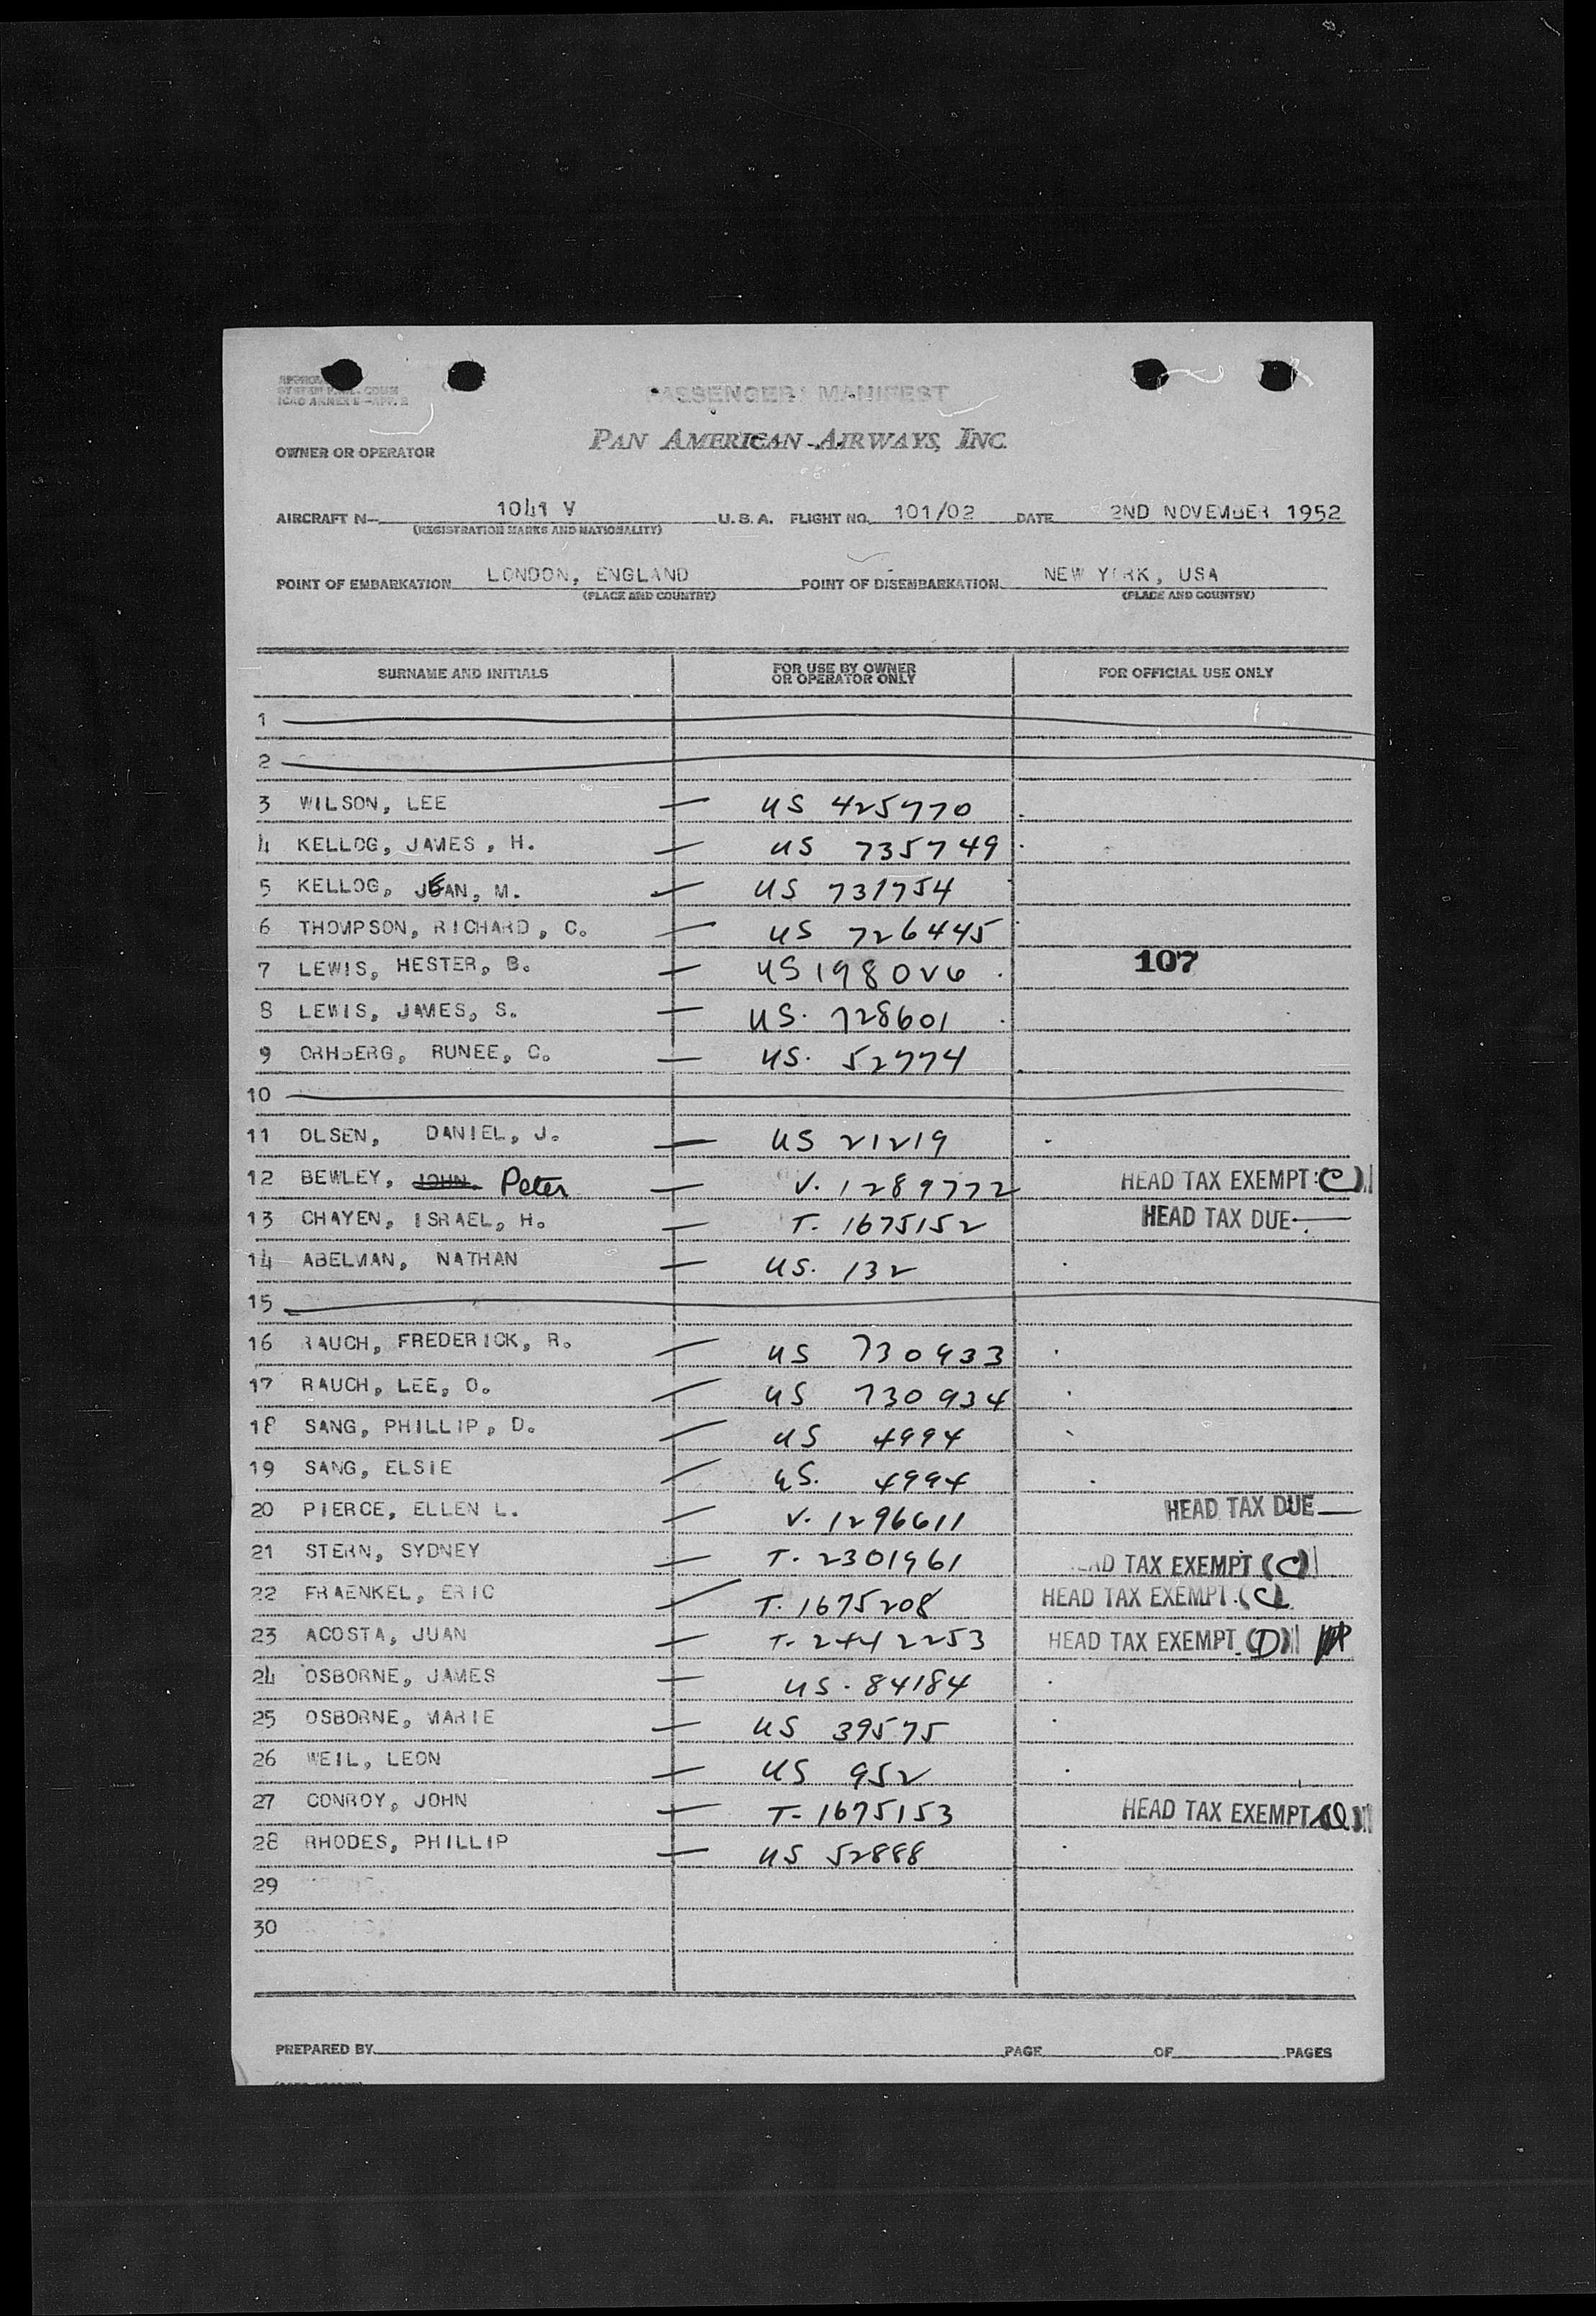 PASSENGER MANIFEST
PAN AMERICAN AIRWAYS, INC.
OWNER OR OPERATOR
AIRCRAFT N- 1041 V U.S.A. FLIGHT NO. 101/02 DATE 2ND NOVEMBER 1952
(REGISTRATION MARKS AND NATIONALITY)
POINT OF EMBARKATION LONDON, ENGLAND POINT OF DISEMBARKATION NEW YORK, USA
(PLACE AND COUNTRY) (PLACE AND COUNTRY)
SURNAME AND INITIALS FOR USE BY OWNER OR OPERATOR ONLY FOR OFFICIAL USE ONLY
1
2
3 WILSON, LEE — US 425770
4 KELLOG, JAMES, H. — US 735749
5 KELLOG, JEAN, M. — US 731754
6 THOMPSON, RICHARD, C. — US 726445
7 LEWIS, HESTER, B. — US 198026 107
8 LEWIS, JAMES, S. — US. 728601
9 ORHBERG, RUNEE, C. — US. 52774
10
11 OLSEN, DANIEL, J. — US 21219
12 BEWLEY, JOHN. Peter — V. 1289772 HEAD TAX EXEMPT (C)
13 CHAYEN, ISRAEL, H. — T. 1675152 HEAD TAX DUE —
14 ABELMAN, NATHAN — US. 132
15
16 RAUCH, FREDERICK, R. — US 730933
17 RAUCH, LEE, O. — US 730934
18 SANG, PHILLIP, D. — US 4994
19 SANG, ELSIE — US. 4994
20 PIERCE, ELLEN L. — V. 1296611 HEAD TAX DUE —
21 STERN, SYDNEY — T. 2301961 HEAD TAX EXEMPT (C)
22 FRAENKEL, ERIC — T. 1675208 HEAD TAX EXEMPT (C)
23 ACOSTA, JUAN — T. 2442253 HEAD TAX EXEMPT (D)
24 OSBORNE, JAMES — US. 84184
25 OSBORNE, MARIE — US 39575
26 WEIL, LEON — US 952
27 CONROY, JOHN — T- 1675153 HEAD TAX EXEMPT
28 RHODES, PHILLIP — US 52888
29
30
PREPARED BY PAGE OF PAGES